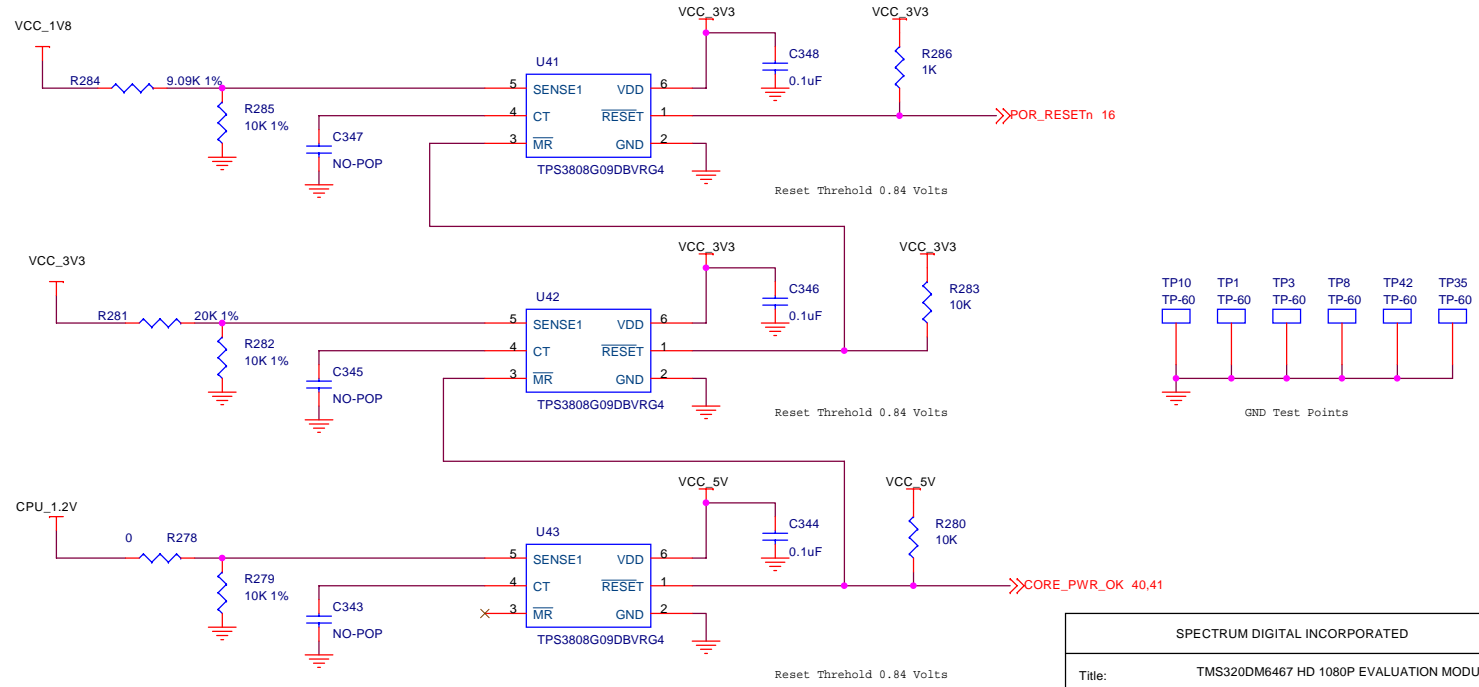 VCC_1V8
R284 9.09K 1%
R285
10K 1%
C347
NO-POP
U41
5 SENSE1 VDD 6
4 CT RESET 1
3 MR GND 2
TPS3808G09DBVRG4
VCC_3V3
C348
0.1uF
VCC_3V3
R286
1K
POR_RESETn 16
Reset Threhold 0.84 Volts
VCC_3V3
R281 20K 1%
R282
10K 1%
C345
NO-POP
U42
5 SENSE1 VDD 6
4 CT RESET 1
3 MR GND 2
TPS3808G09DBVRG4
VCC_3V3
C346
0.1uF
VCC_3V3
R283
10K
Reset Threhold 0.84 Volts
TP10 TP1 TP3 TP8 TP42 TP35
TP-60 TP-60 TP-60 TP-60 TP-60 TP-60
GND Test Points
CPU_1.2V
0 R278
R279
10K 1%
C343
NO-POP
U43
5 SENSE1 VDD 6
4 CT RESET 1
3 MR GND 2
TPS3808G09DBVRG4
VCC_5V
C344
0.1uF
VCC_5V
R280
10K
CORE_PWR_OK 40,41
Reset Threhold 0.84 Volts
SPECTRUM DIGITAL INCORPORATED
Title: TMS320DM6467 HD 1080P EVALUATION MODU